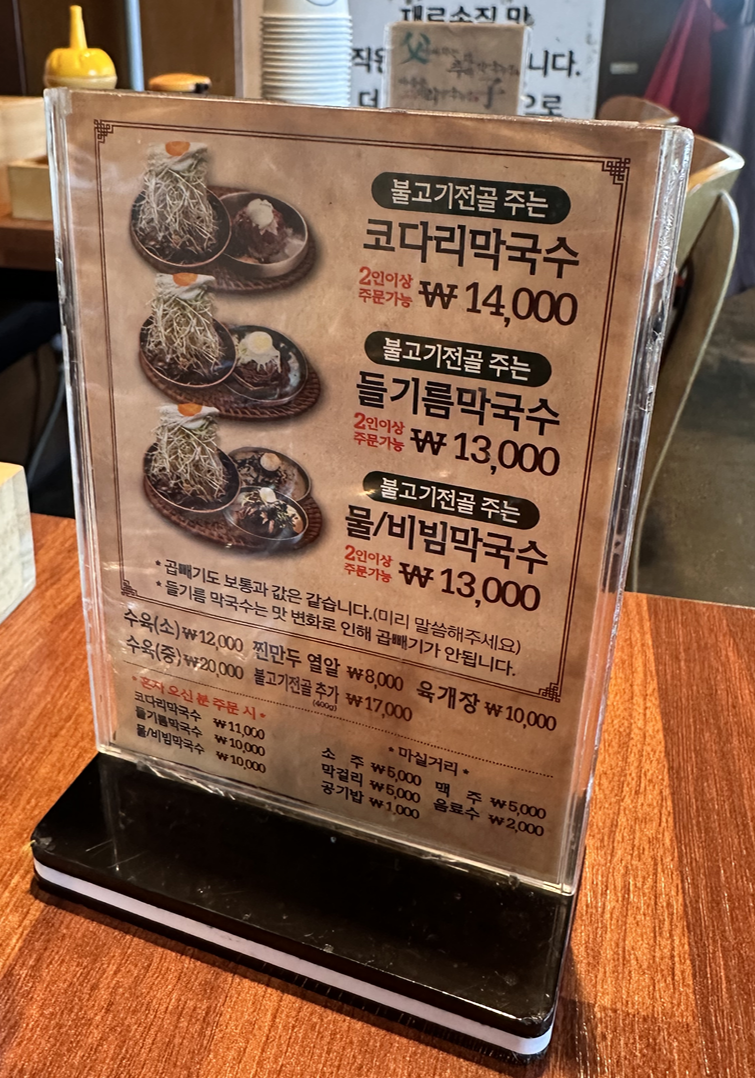 재료소진 맛
니다.
父
子
불고기전골 주는
코다리막국수
2인이상
주문가능 ₩ 14,000
불고기전골 주는
들기름막국수
2인이상
주문가능 ₩ 13,000
불고기전골 주는
물/비빔막국수
2인이상
주문가능 ₩ 13,000
* 곱빼기도 보통과 값은 같습니다.(미리 말씀해주세요)
* 들기름 막국수는 맛 변화로 인해 곱빼기가 안됩니다.
수육(소) ₩12,000 찐만두 열알 ₩8,000 육개장 ₩10,000
수육(중) ₩20,000 불고기전골 추가 ₩17,000
(400g)
* 혼자 오신 분 주문 시 *
코다리막국수 ₩11,000
들기름막국수 ₩10,000
물/비빔막국수 ₩10,000
* 마실거리 *
소 주 ₩5,000 맥 주 ₩5,000
막걸리 ₩5,000 음료수 ₩2,000
공기밥 ₩1,000